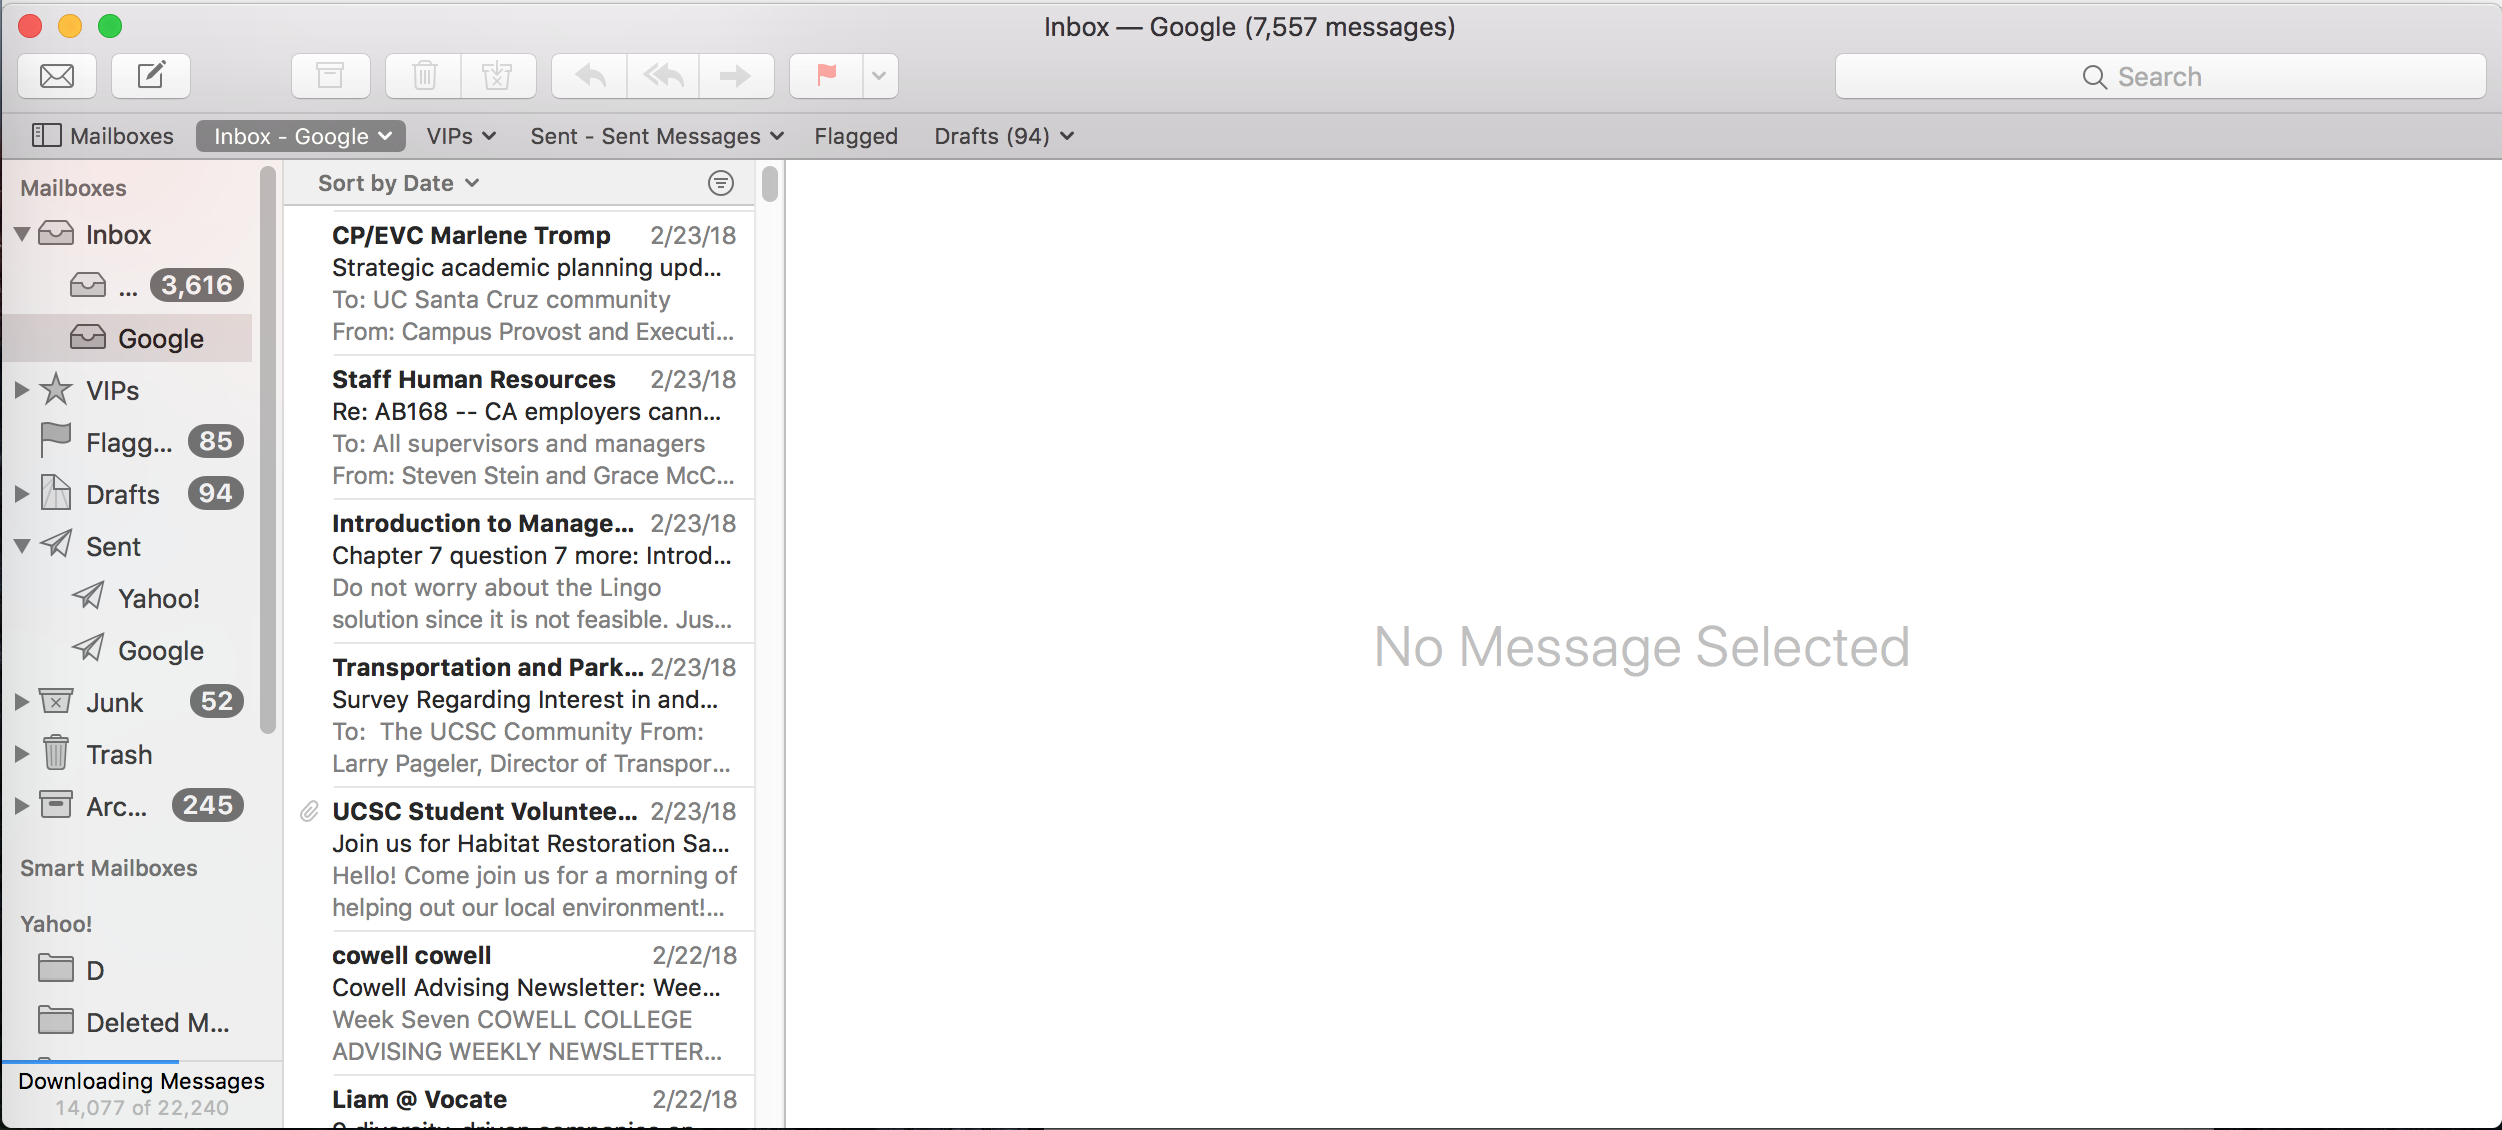 Inbox — Google (7,557 messages)
Search
Mailboxes Inbox - Google VIPs Sent - Sent Messages Flagged Drafts (94)
Mailboxes
Inbox
... 3,616
Google
VIPs
Flagg... 85
Drafts 94
Sent
Yahoo!
Google
Junk 52
Trash
Arc... 245
Smart Mailboxes
Yahoo!
D
Deleted M...
Downloading Messages
14,077 of 22,240
Sort by Date
CP/EVC Marlene Tromp 2/23/18
Strategic academic planning upd...
To: UC Santa Cruz community
From: Campus Provost and Executi...
Staff Human Resources 2/23/18
Re: AB168 -- CA employers cann...
To: All supervisors and managers
From: Steven Stein and Grace McC...
Introduction to Manage... 2/23/18
Chapter 7 question 7 more: Introd...
Do not worry about the Lingo
solution since it is not feasible. Jus...
Transportation and Park... 2/23/18
Survey Regarding Interest in and...
To: The UCSC Community From:
Larry Pageler, Director of Transpor...
UCSC Student Voluntee... 2/23/18
Join us for Habitat Restoration Sa...
Hello! Come join us for a morning of
helping out our local environment!...
cowell cowell 2/22/18
Cowell Advising Newsletter: Wee...
Week Seven COWELL COLLEGE
ADVISING WEEKLY NEWSLETTER...
Liam @ Vocate 2/22/18
No Message Selected